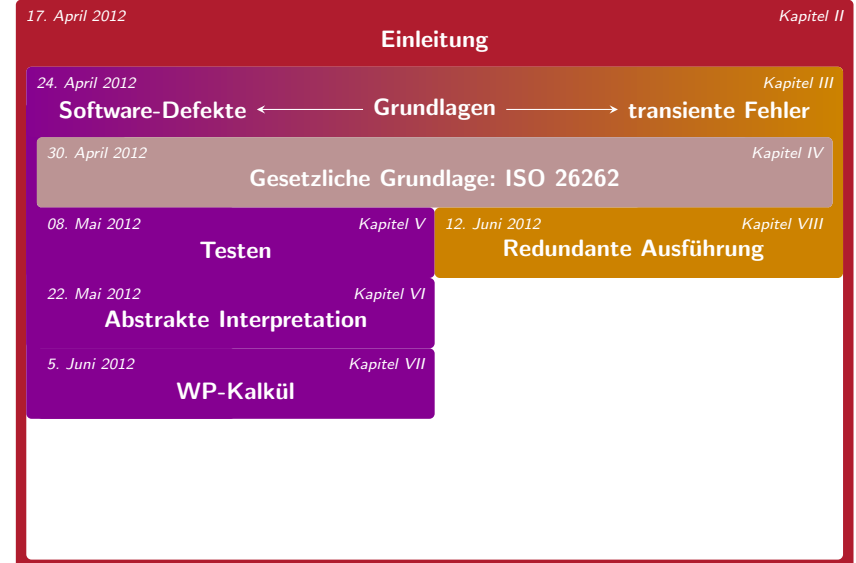 17. April 2012 Kapitel II
Einleitung
24. April 2012 Kapitel III
Software-Defekte Grundlagen transiente Fehler
30. April 2012 Kapitel IV
Gesetzliche Grundlage: ISO 26262
08. Mai 2012 Kapitel V 12. Juni 2012 Kapitel VIII
Testen Redundante Ausführung
22. Mai 2012 Kapitel VI
Abstrakte Interpretation
5. Juni 2012 Kapitel VII
WP-Kalkül